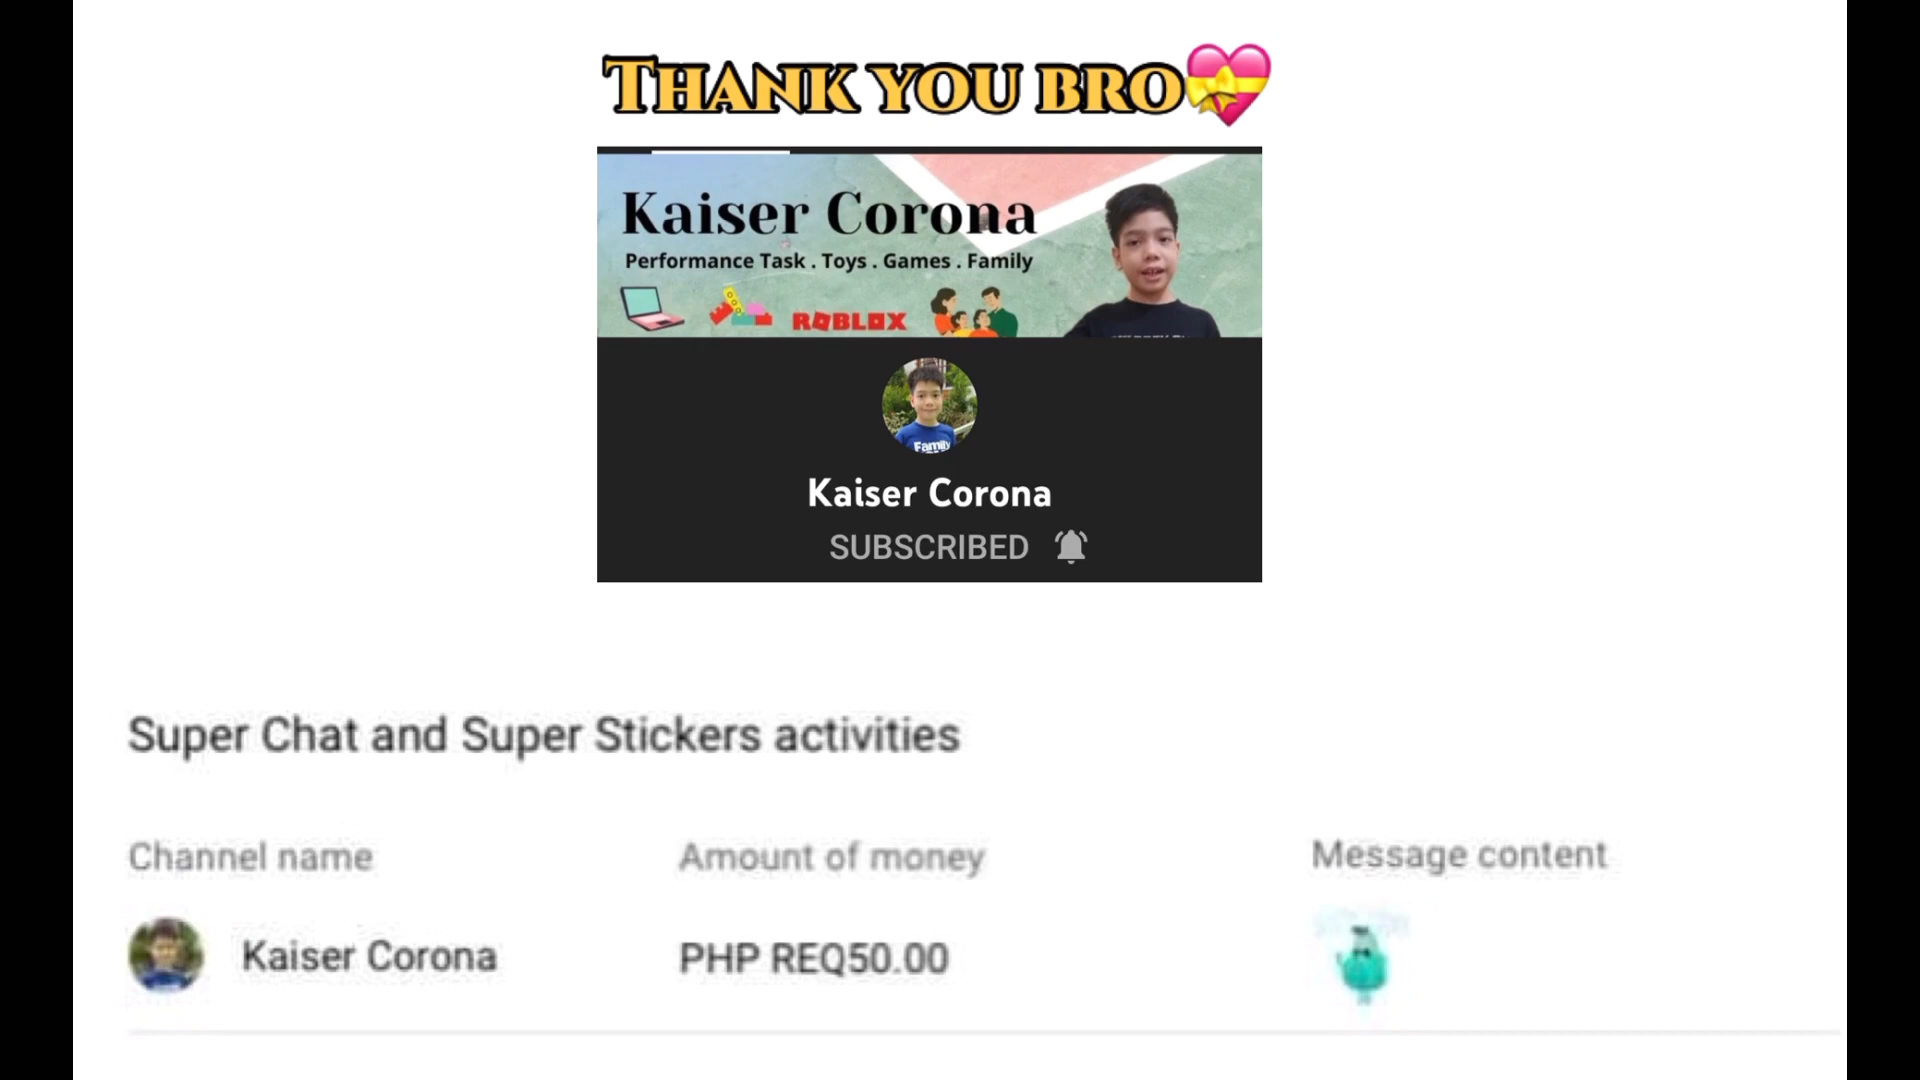 THANK YOU BRO
Kaiser Corona
Performance Task . Toys . Games . Family
ROBLOX
Family
Kaiser Corona
SUBSCRIBED
Super Chat and Super Stickers activities
Channel name Amount of money Message content
Kaiser Corona PHP REQ50.00